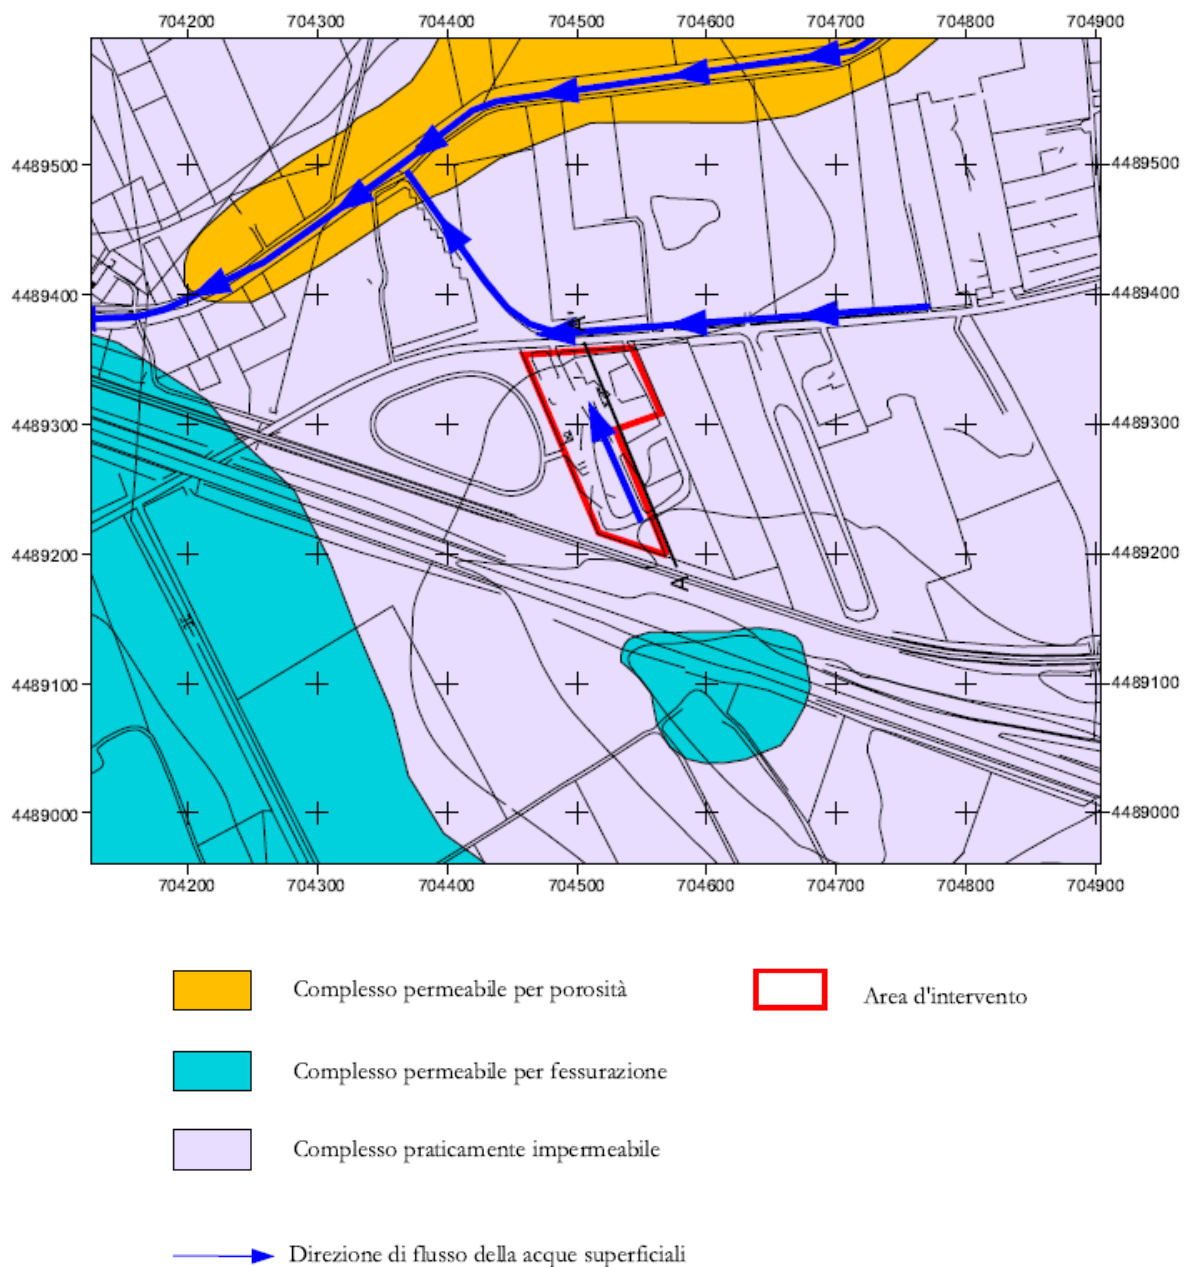 704200 704300 704400 704500 704600 704700 704800 704900
4489500 4489500
4489400 4489400
A'
4489300 4489300
4489200 4489200
A
4489100 4489100
4489000 4489000
704200 704300 704400 704500 704600 704700 704800 704900
Complesso permeabile per porosità
Area d'intervento
Complesso permeabile per fessurazione
Complesso praticamente impermeabile
Direzione di flusso della acque superficiali